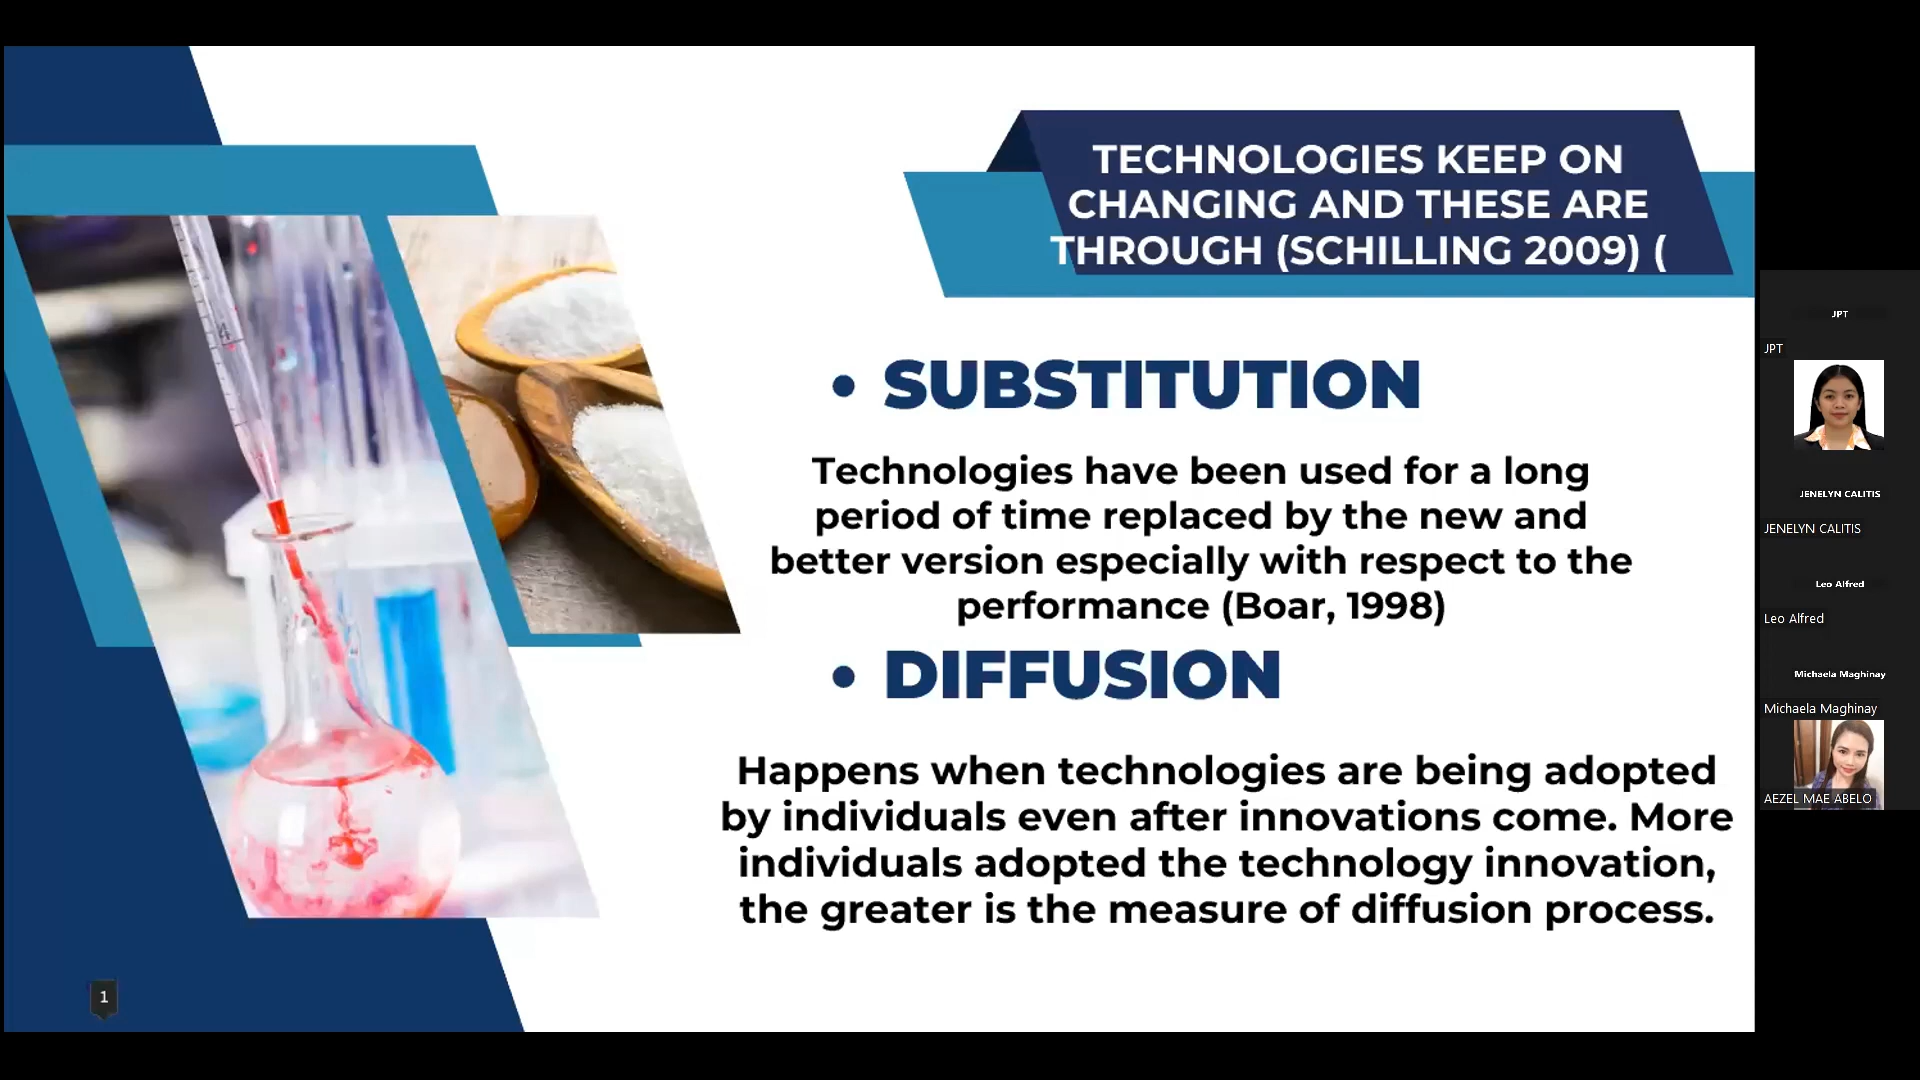 TECHNOLOGIES KEEP ON
CHANGING AND THESE ARE
THROUGH (SCHILLING 2009) (
• SUBSTITUTION
Technologies have been used for a long
period of time replaced by the new and
better version especially with respect to the
performance (Boar, 1998)
• DIFFUSION
Happens when technologies are being adopted
by individuals even after innovations come. More
individuals adopted the technology innovation,
the greater is the measure of diffusion process.
1
4
JPT
JPT
JENELYN CALITIS
JENELYN CALITIS
Leo Alfred
Leo Alfred
Michaela Maghinay
Michaela Maghinay
AEZEL MAE ABELO